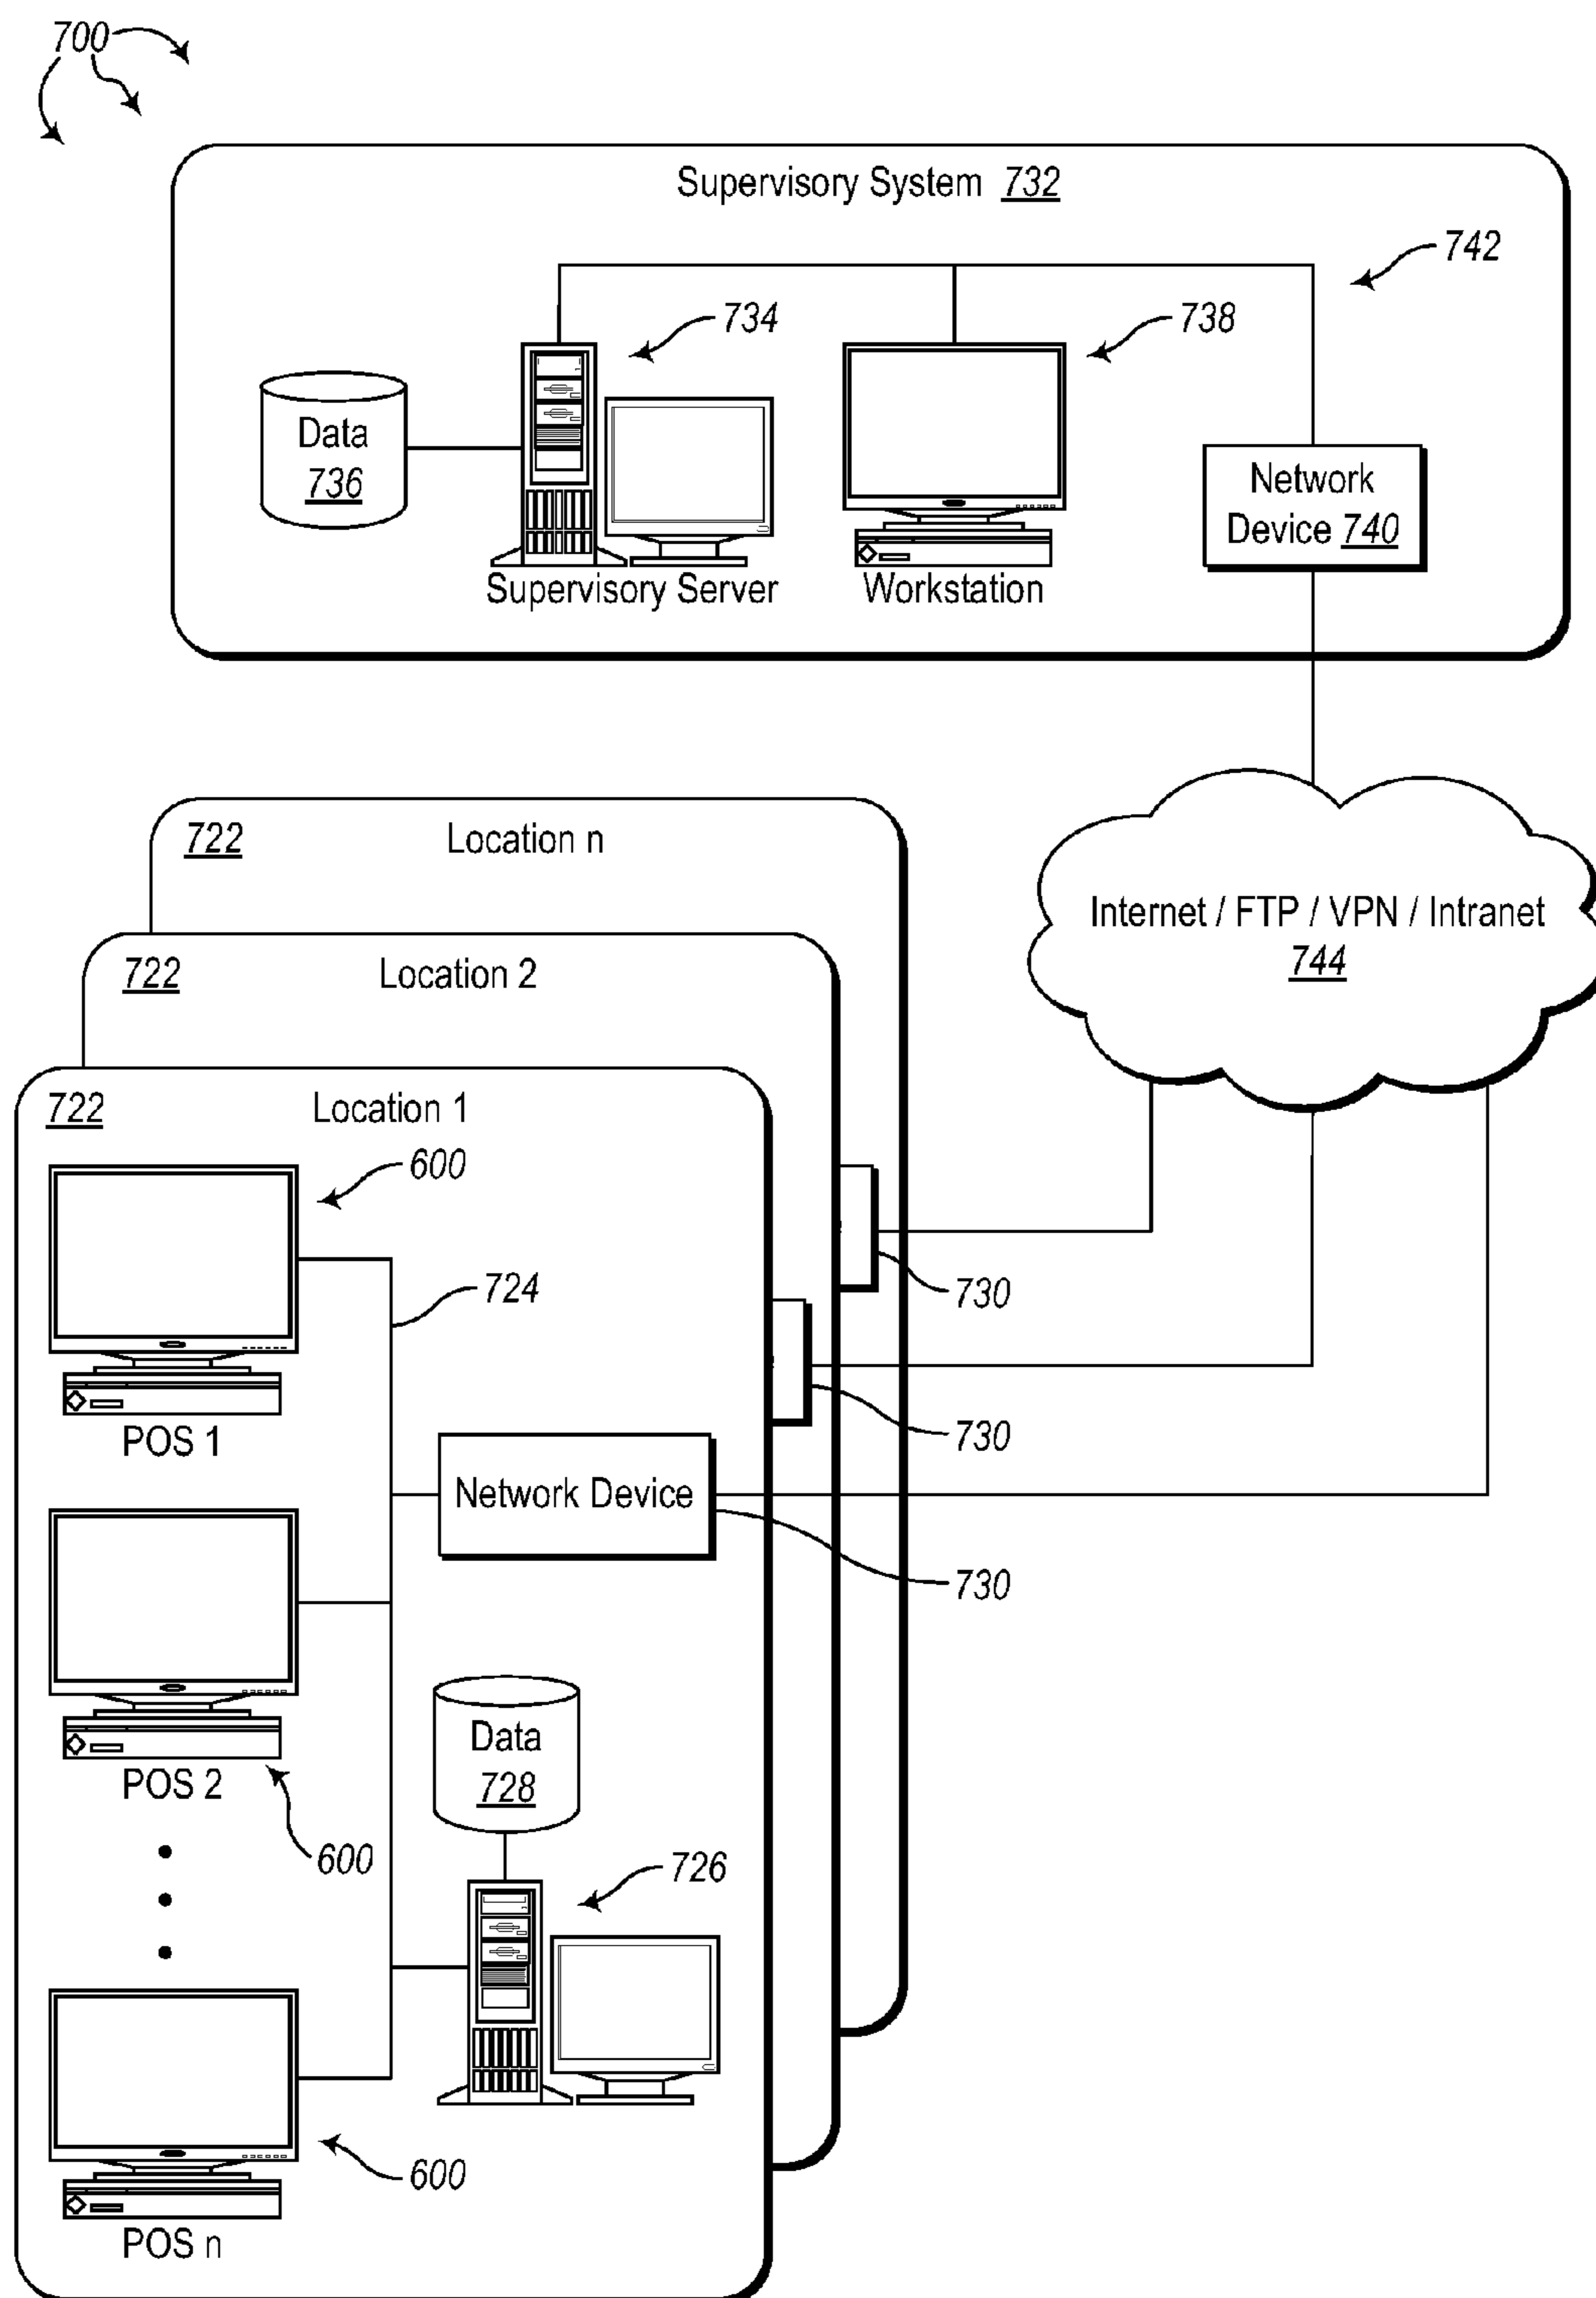 700
Supervisory System 732
742
734
738
Data
736
Network
Device 740
Supervisory Server
Workstation
722
Location n
Internet / FTP / VPN / Intranet
744
722
Location 2
722
Location 1
600
724
730
POS 1
730
Network Device
730
Data
728
POS 2
600
726
600
POS n